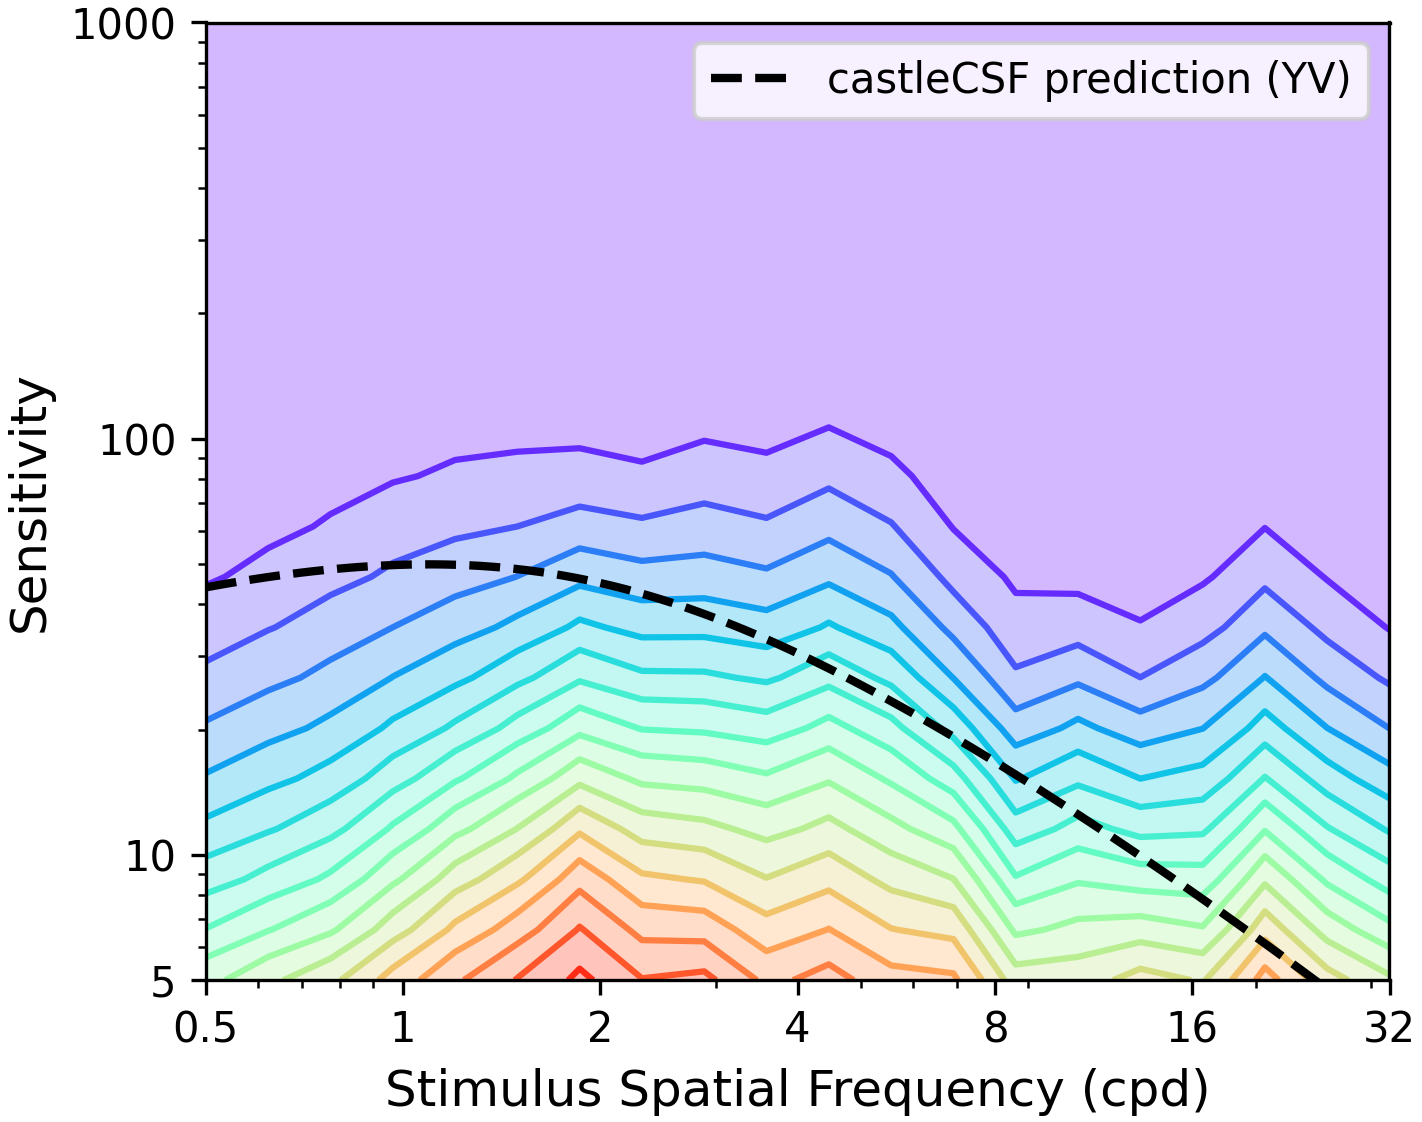 1000
castleCSF prediction (YV)
100
Sensitivity
10
5
0.5 1 2 4 8 16 32
Stimulus Spatial Frequency (cpd)